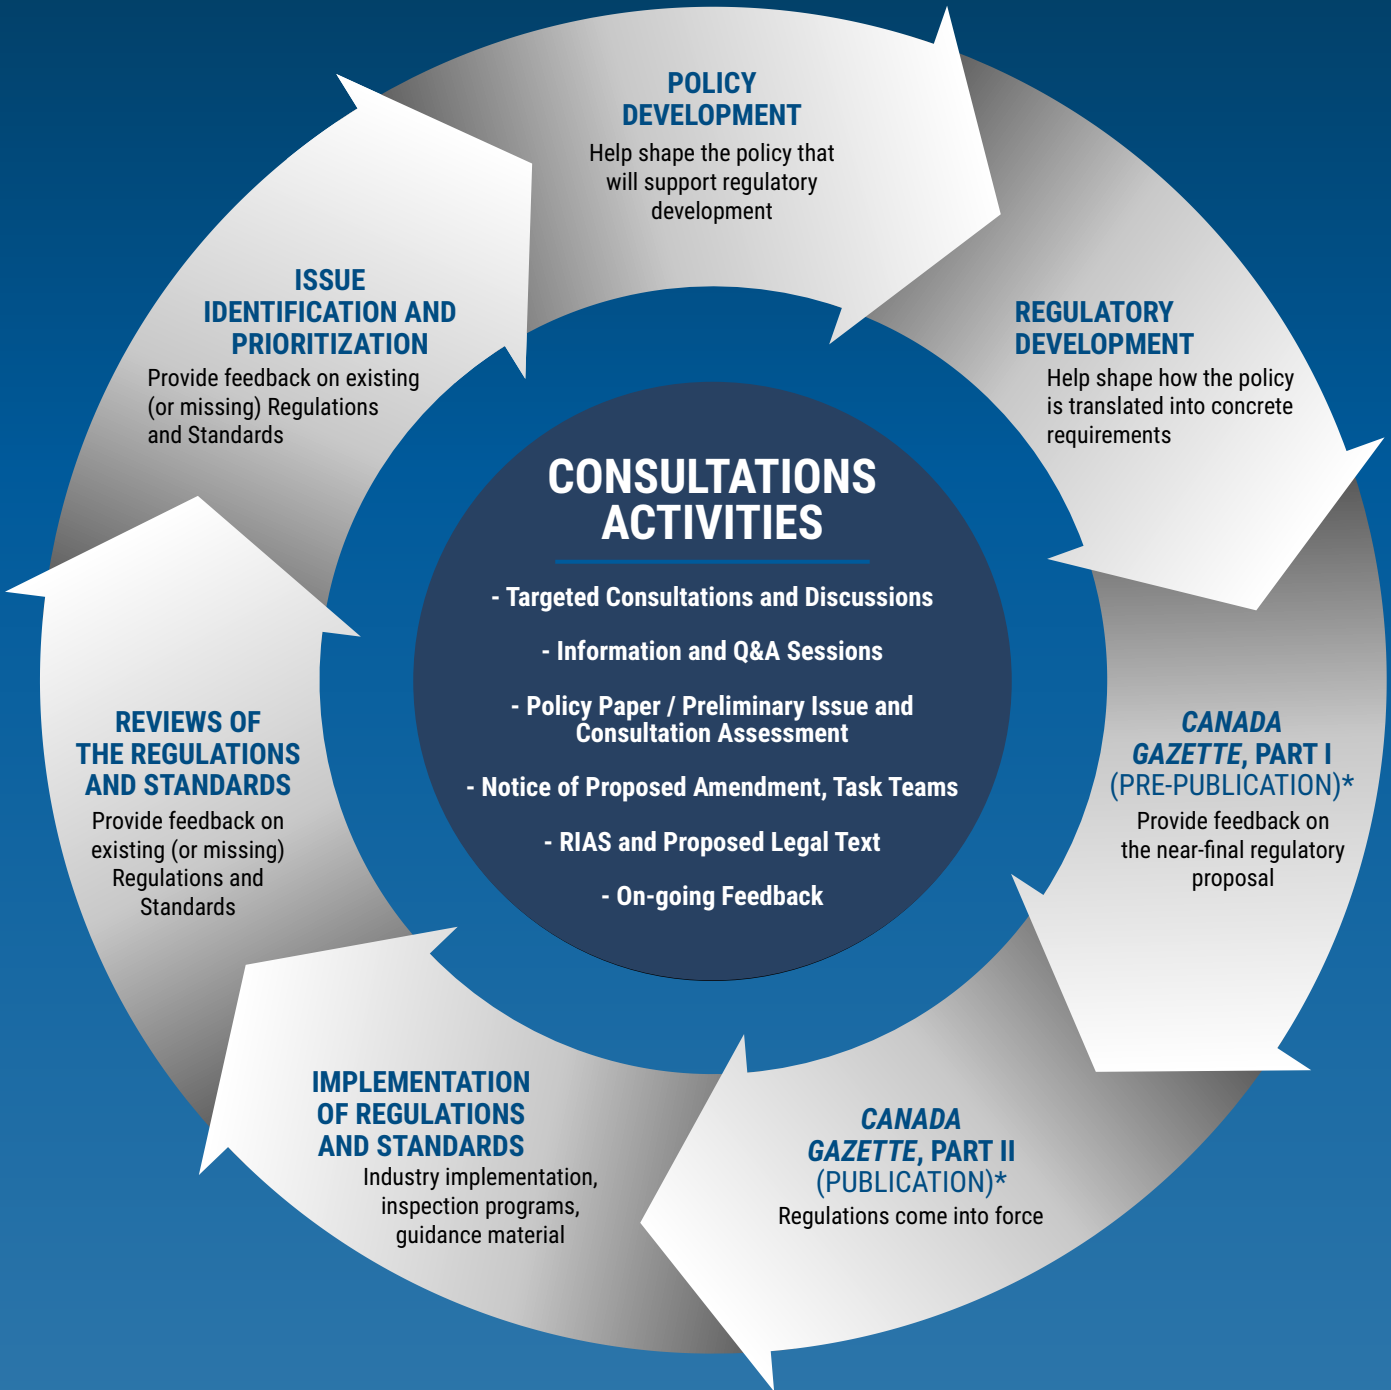 POLICY
DEVELOPMENT
Help shape the policy that
will support regulatory
development
REGULATORY
DEVELOPMENT
Help shape how the policy
is translated into concrete
requirements
CANADA
GAZETTE, PART I
(PRE-PUBLICATION)*
Provide feedback on
the near-final regulatory
proposal
CANADA
GAZETTE, PART II
(PUBLICATION)*
Regulations come into force
IMPLEMENTATION
OF REGULATIONS
AND STANDARDS
Industry implementation,
inspection programs,
guidance material
REVIEWS OF
THE REGULATIONS
AND STANDARDS
Provide feedback on
existing (or missing)
Regulations and
Standards
ISSUE
IDENTIFICATION AND
PRIORITIZATION
Provide feedback on existing
(or missing) Regulations
and Standards
CONSULTATIONS
ACTIVITIES
- Targeted Consultations and Discussions
- Information and Q&A Sessions
- Policy Paper / Preliminary Issue and
Consultation Assessment
- Notice of Proposed Amendment, Task Teams
- RIAS and Proposed Legal Text
- On-going Feedback